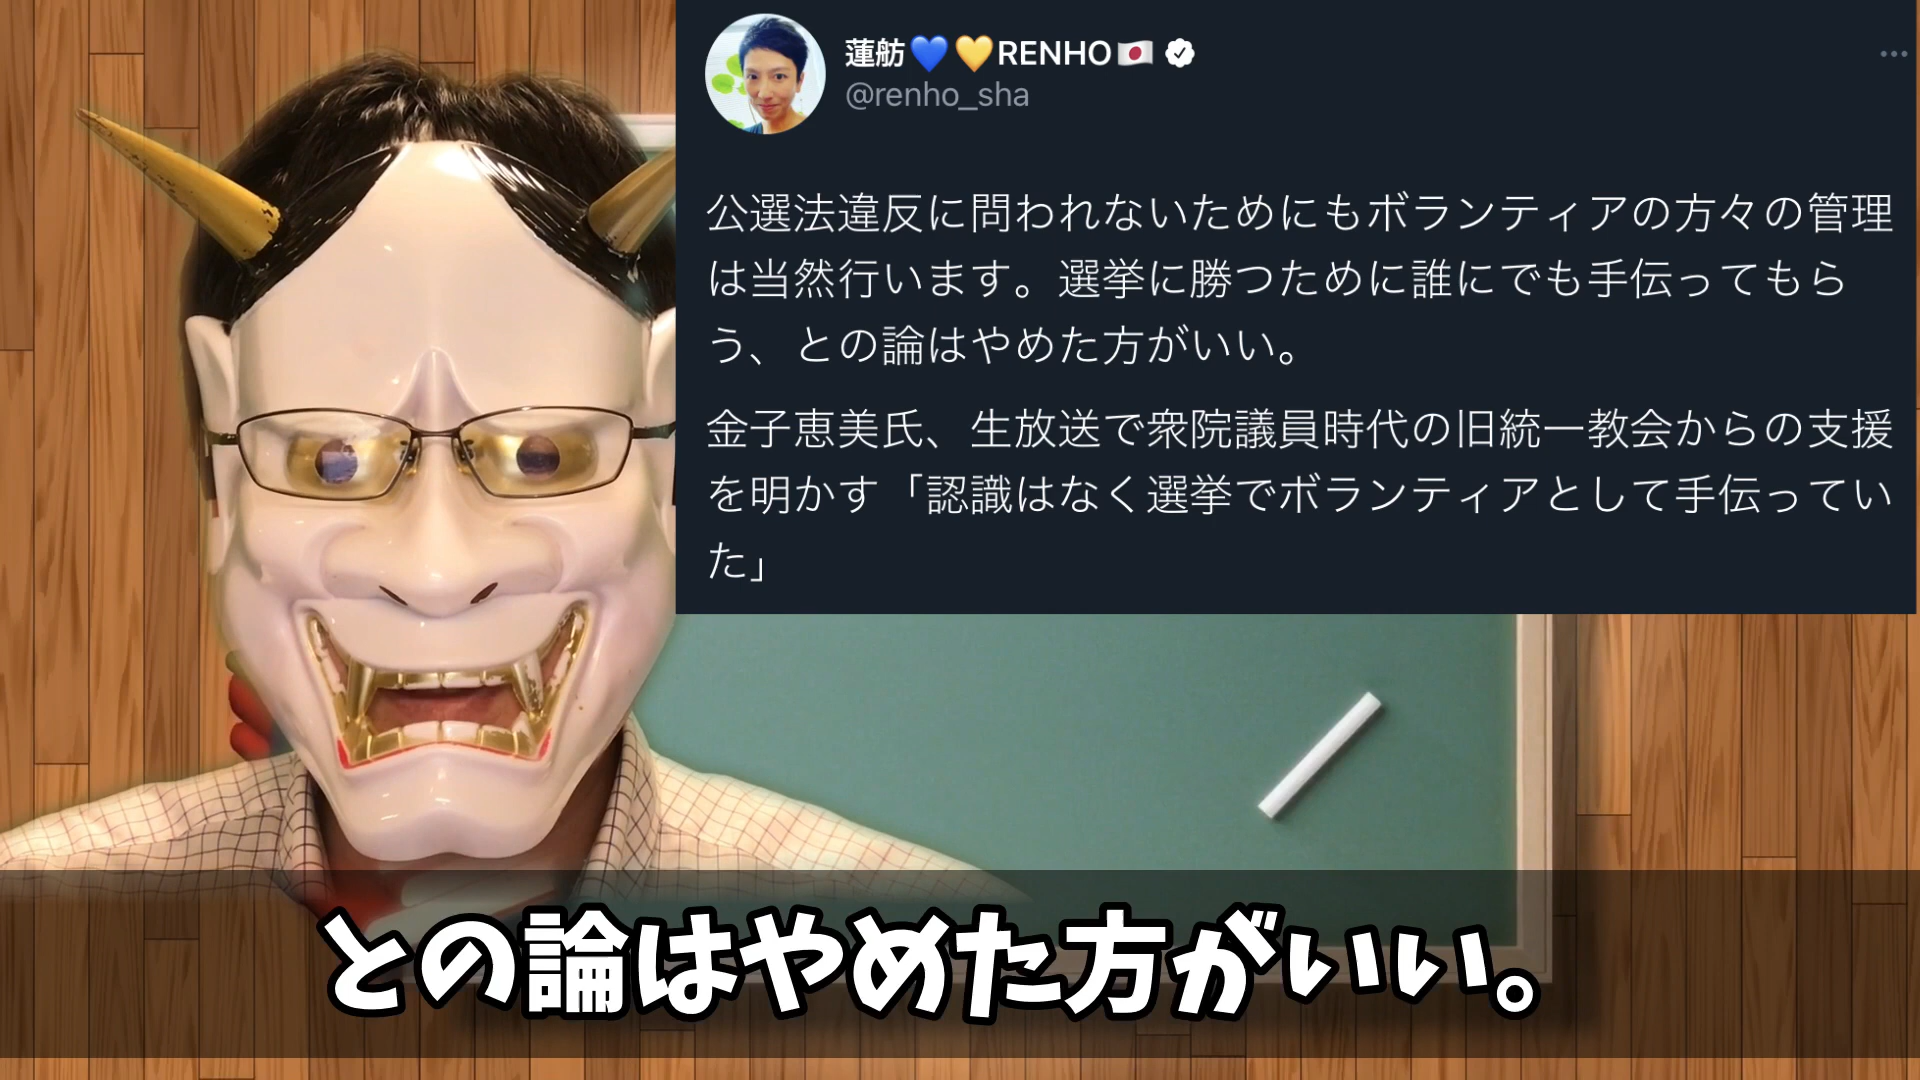 蓮舫💙💛RENHO🇯🇵
@renho_sha
公選法違反に問われないためにもボランティアの方々の管理
は当然行います。選挙に勝つために誰にでも手伝ってもら
う、との論はやめた方がいい。
金子恵美氏、生放送で衆院議員時代の旧統一教会からの支援
を明かす「認識はなく選挙でボランティアとして手伝ってい
た」
との論はやめた方がいい。